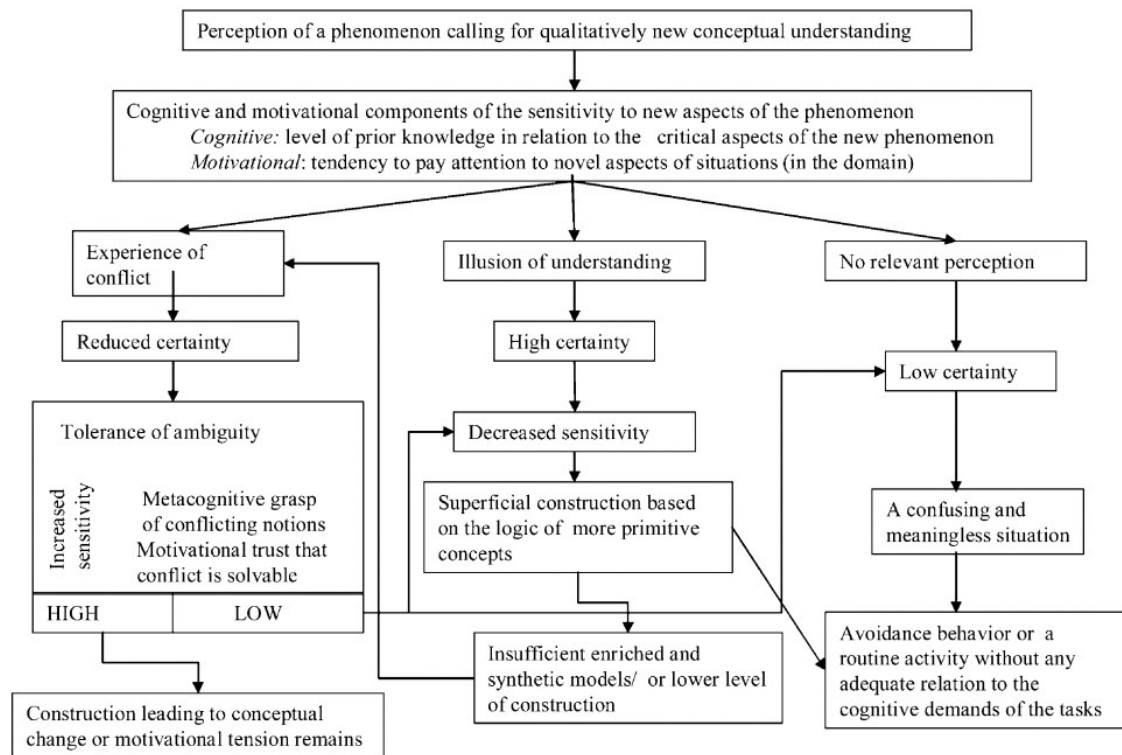 Perception of a phenomenon calling for qualitatively new conceptual understanding
Cognitive and motivational components of the sensitivity to new aspects of the phenomenon
Cognitive: level of prior knowledge in relation to the critical aspects of the new phenomenon
Motivational: tendency to pay attention to novel aspects of situations (in the domain)
Experience of
conflict
Illusion of understanding
No relevant perception
Reduced certainty
High certainty
Low certainty
Tolerance of ambiguity
Increased
sensitivity
Metacognitive grasp
of conflicting notions
Motivational trust that
conflict is solvable
HIGH
LOW
Decreased sensitivity
Superficial construction based
on the logic of more primitive
concepts
A confusing and
meaningless situation
Insufficient enriched and
synthetic models/ or lower level
of construction
Avoidance behavior or a
routine activity without any
adequate relation to the
cognitive demands of the tasks
Construction leading to conceptual
change or motivational tension remains